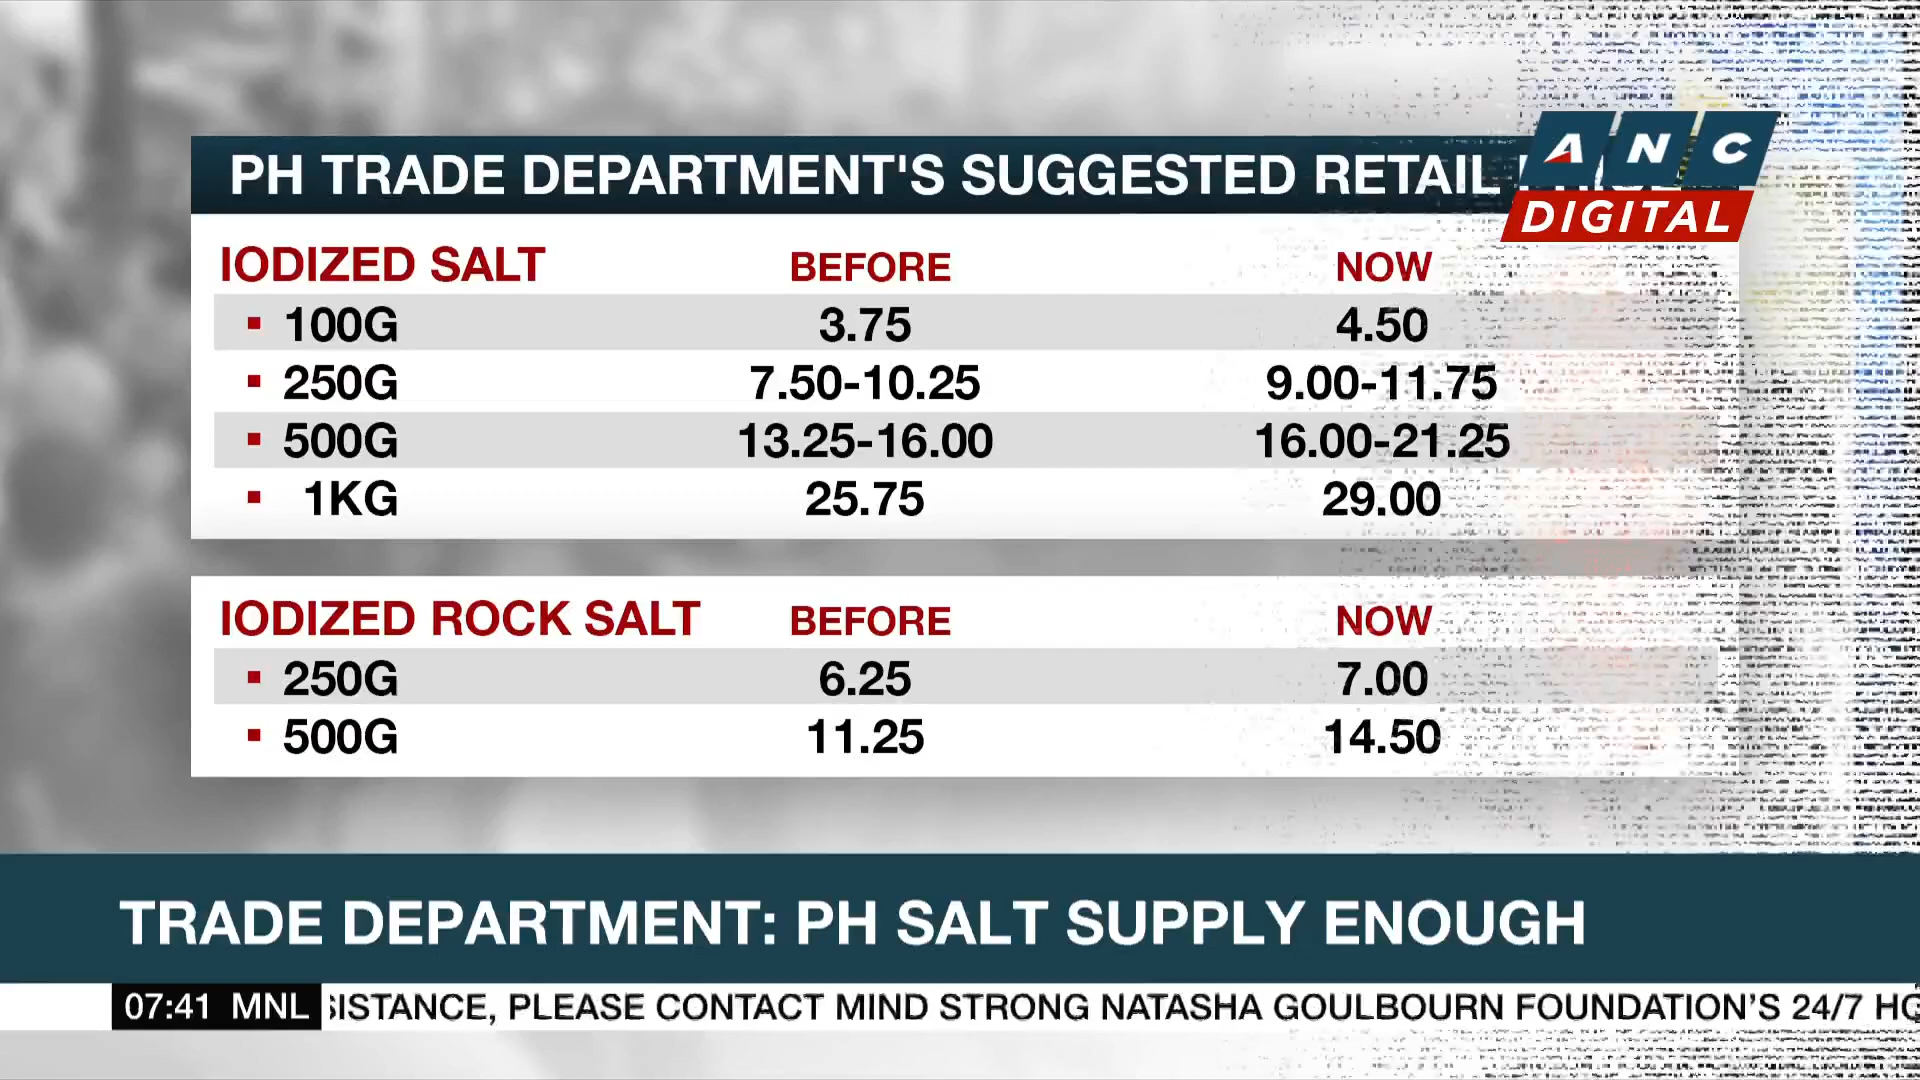 PH TRADE DEPARTMENT'S SUGGESTED RETAIL
ANC
DIGITAL
IODIZED SALT BEFORE NOW
▪ 100G 3.75 4.50
▪ 250G 7.50-10.25 9.00-11.75
▪ 500G 13.25-16.00 16.00-21.25
▪ 1KG 25.75 29.00
IODIZED ROCK SALT BEFORE NOW
▪ 250G 6.25 7.00
▪ 500G 11.25 14.50
TRADE DEPARTMENT: PH SALT SUPPLY ENOUGH
07:41 MNL SISTANCE, PLEASE CONTACT MIND STRONG NATASHA GOULBOURN FOUNDATION'S 24/7 HO